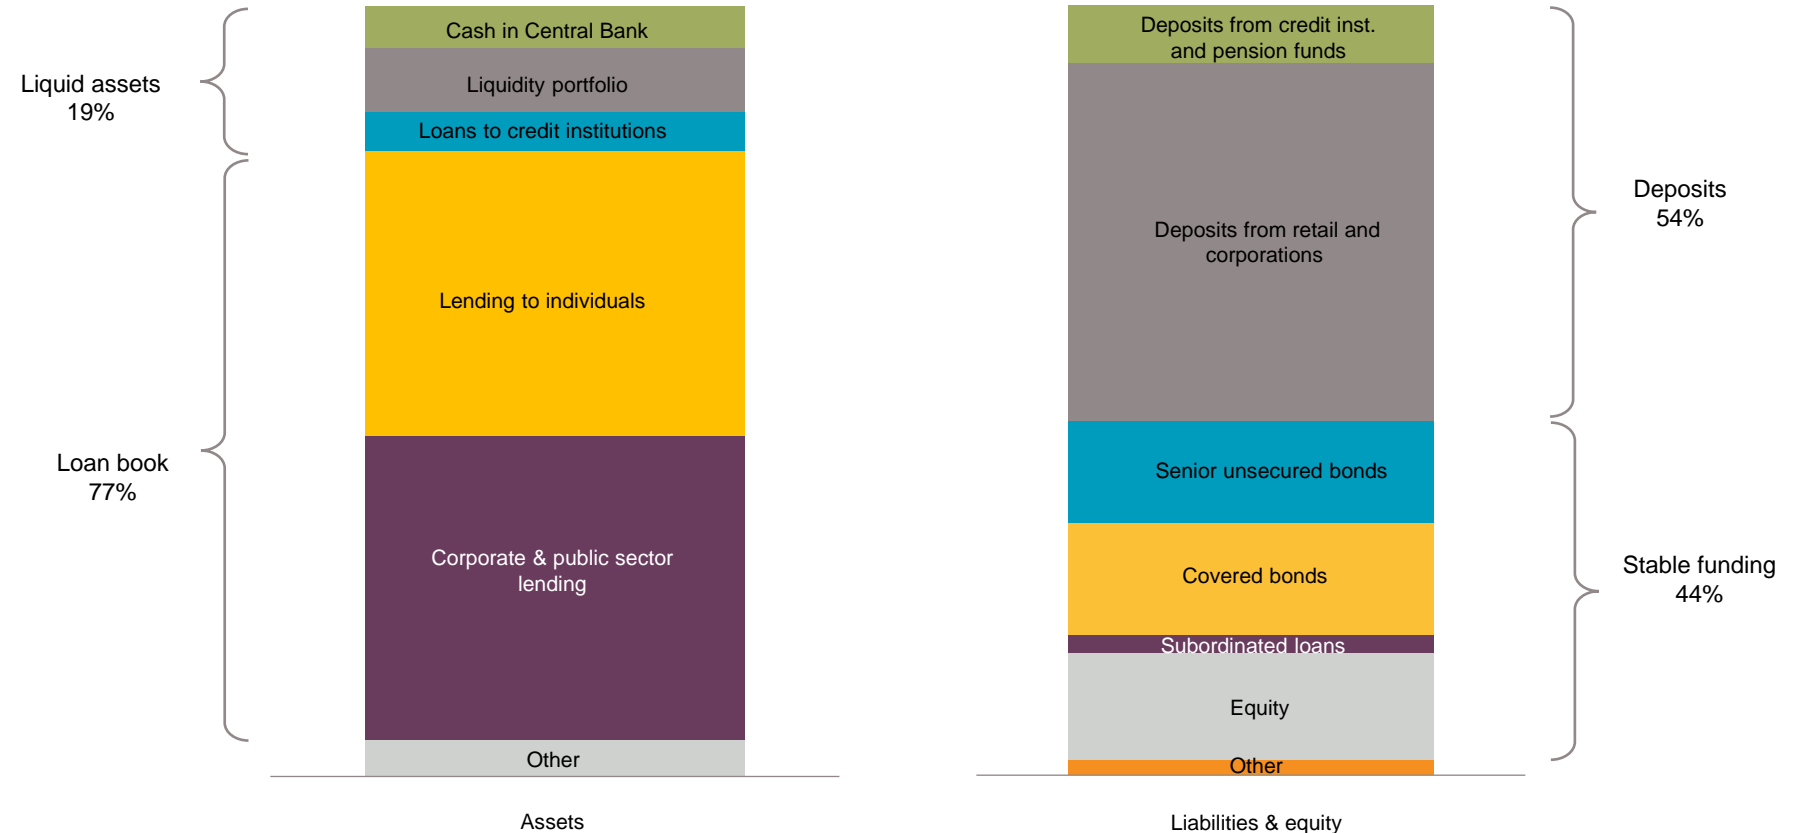 Liquid assets
19%
Loan book
77%
Cash in Central Bank
Liquidity portfolio
Loans to credit institutions
Lending to individuals
Corporate & public sector
lending
Other
Assets
Deposits from credit inst.
and pension funds
Deposits from retail and
corporations
Senior unsecured bonds
Covered bonds
Subordinated loans
Equity
Other
Liabilities & equity
Deposits
54%
Stable funding
44%